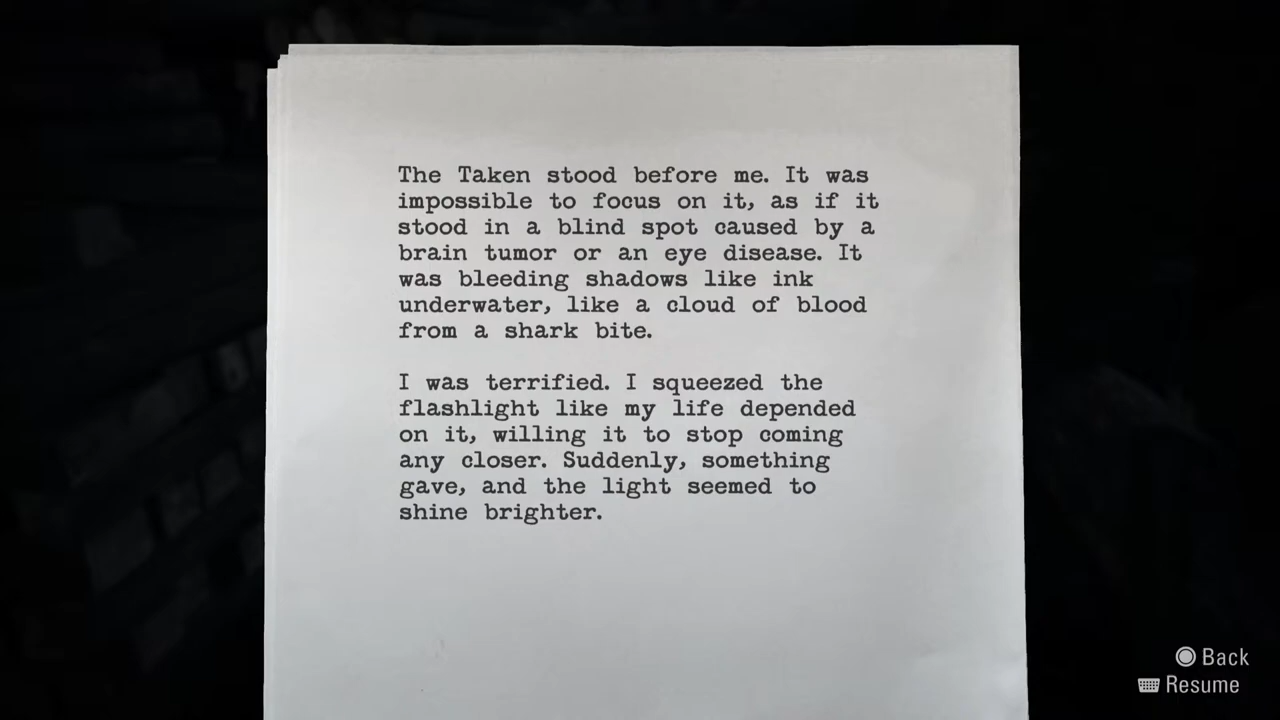 The Taken stood before me. It was
impossible to focus on it, as if it
stood in a blind spot caused by a
brain tumor or an eye disease. It
was bleeding shadows like ink
underwater, like a cloud of blood
from a shark bite.
I was terrified. I squeezed the
flashlight like my life depended
on it, willing it to stop coming
any closer. Suddenly, something
gave, and the light seemed to
shine brighter.
Back
Resume